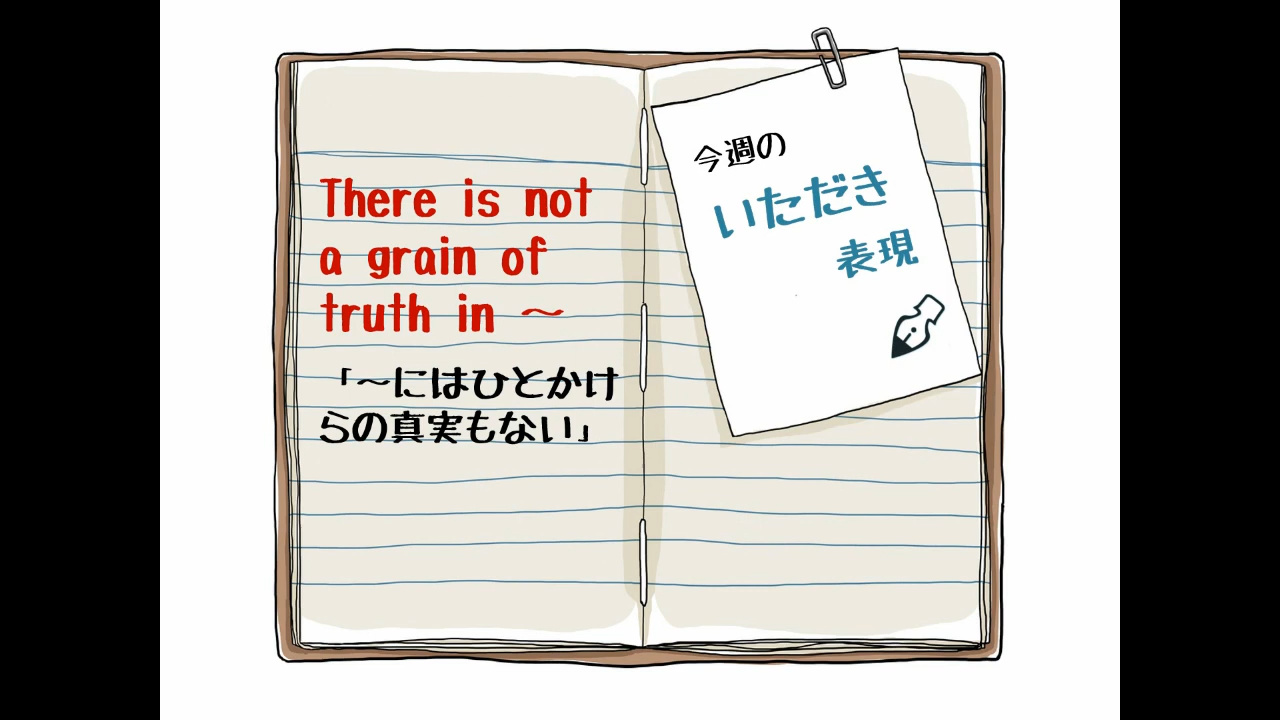 There is not
a grain of
truth in ～
「～にはひとかけ
らの真実もない」
今週の
いただき
表現